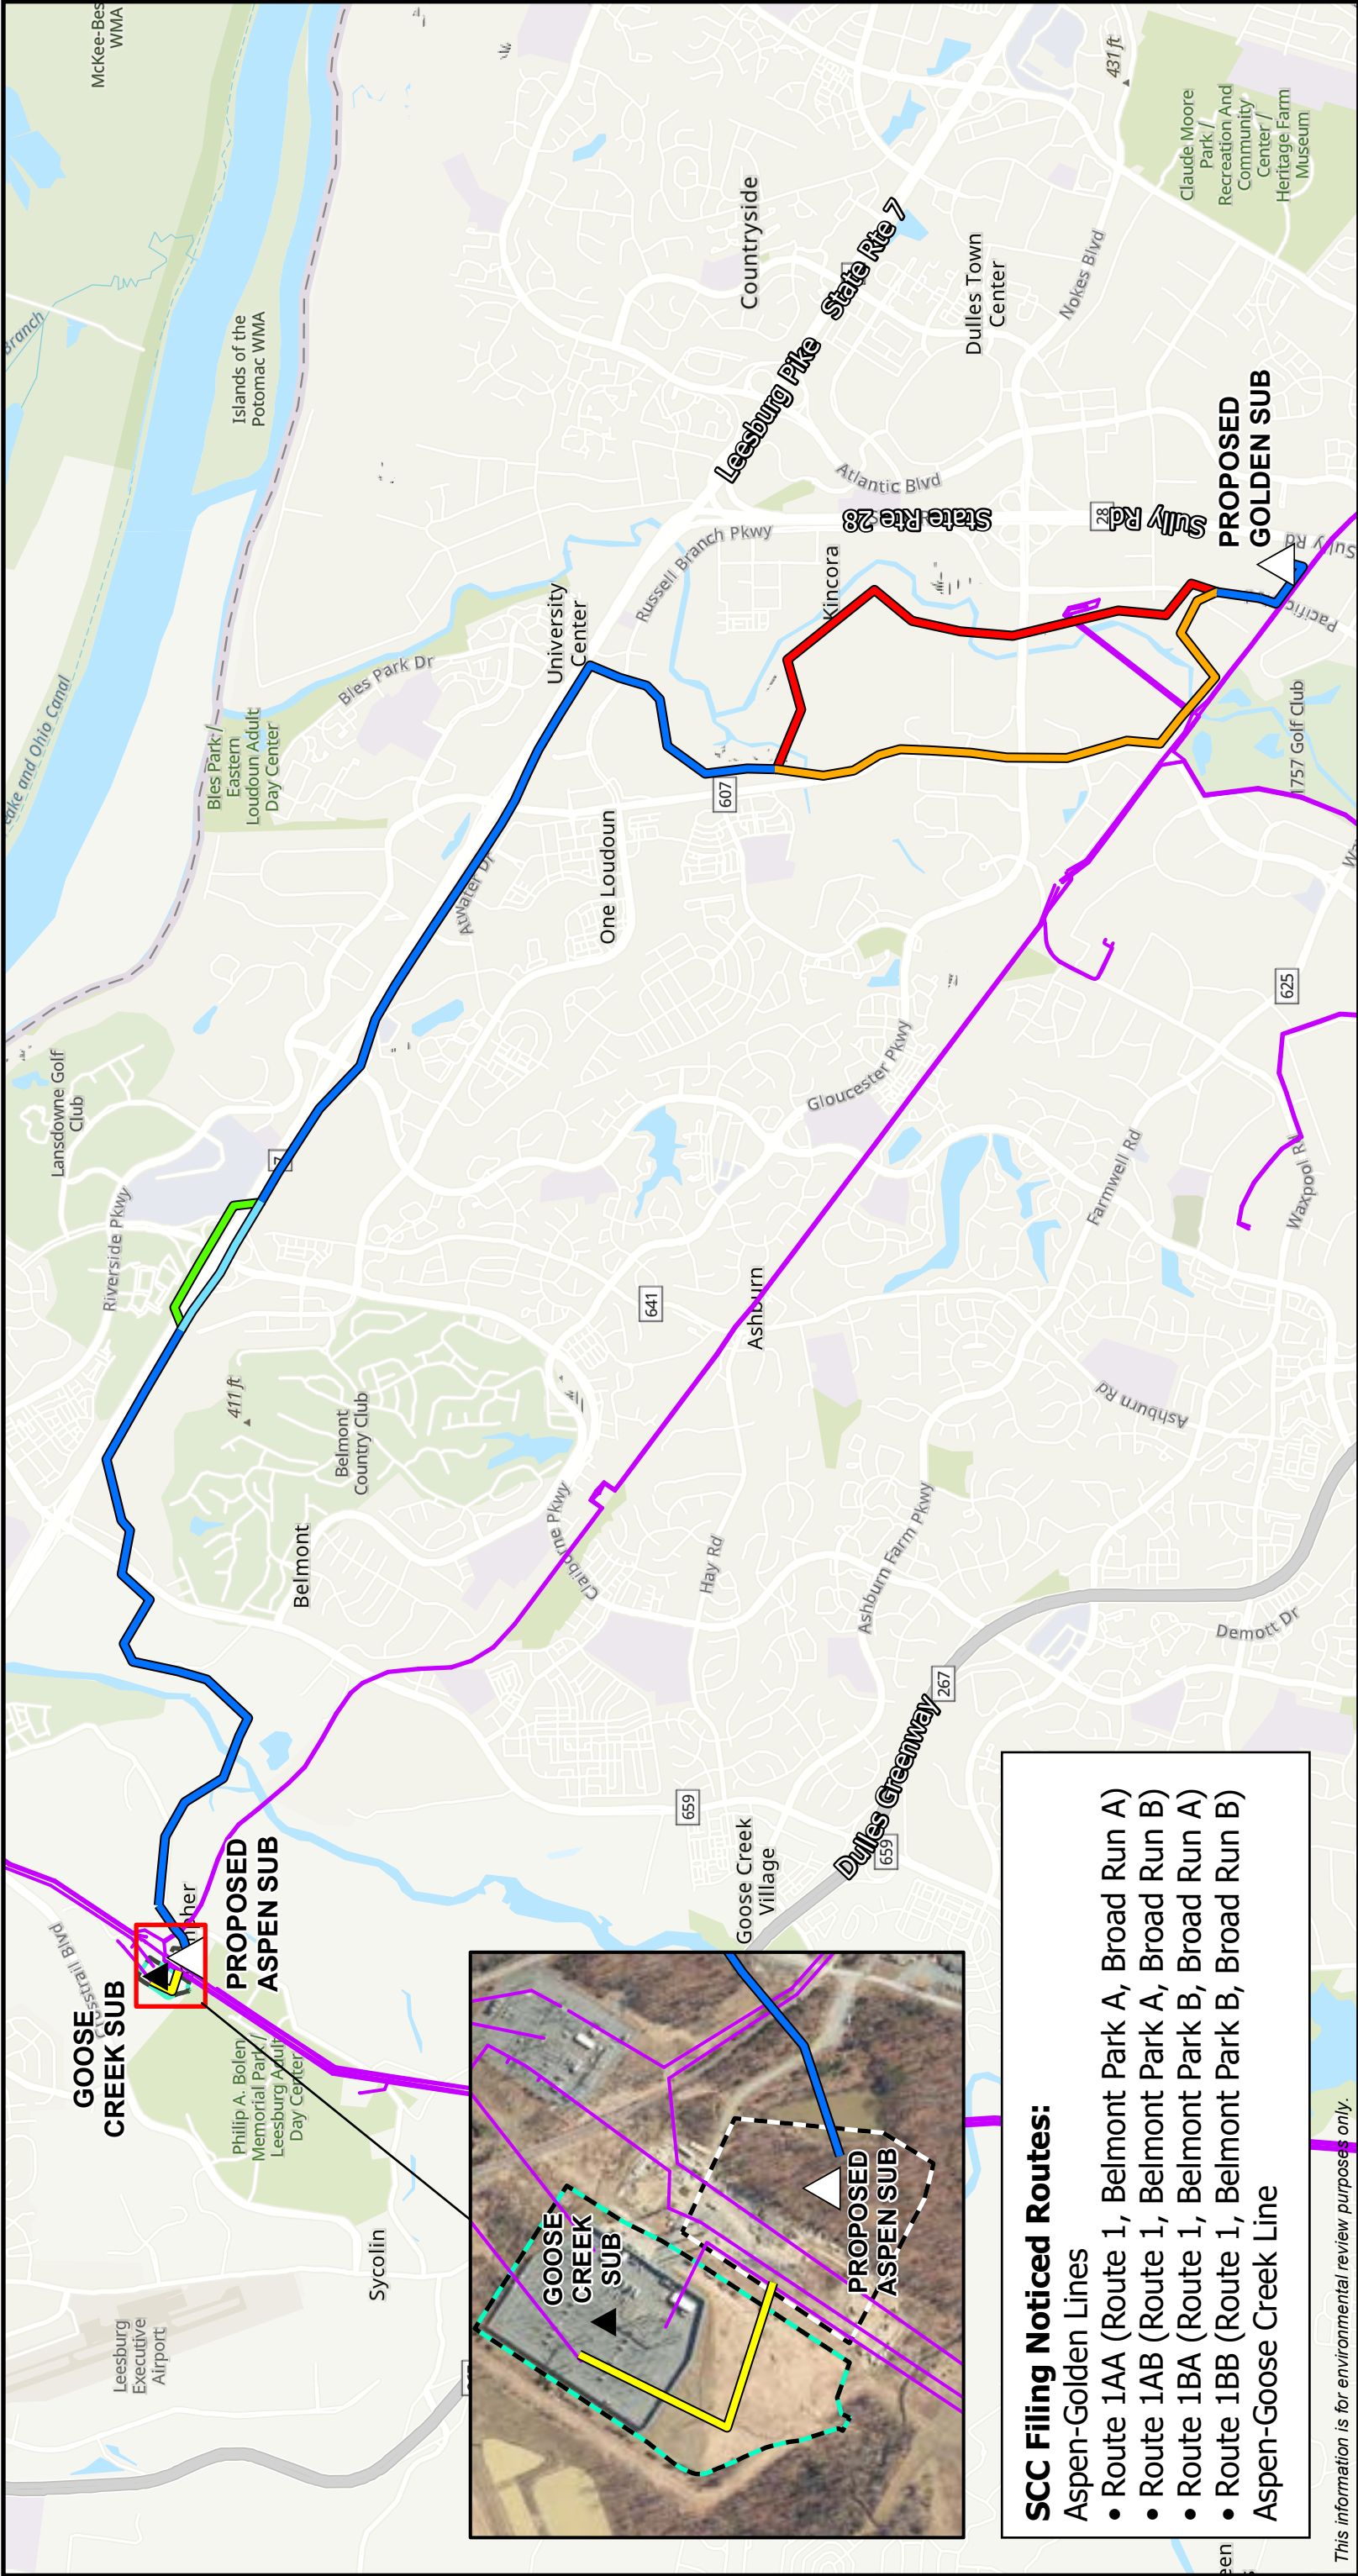 McKee-Bes
WMA
Branch
Islands of the
Potomac WMA
ake and Ohio Canal
Countryside
Leesburg Pike
State Rte 7
431 ft
Claude Moore
Park /
Recreation And
Community
Center /
Heritage Farm
Museum
Dulles Town
Center
Nokes Blvd
Atlantic Blvd
State Rte 28
28
Sully Rd
Sully Rd
Pacific
PROPOSED
GOLDEN SUB
Russell Branch Pkwy
Kincora
University
Center
Bles Park Dr
Bles Park /
Eastern
Loudoun Adult
Day Center
607
1757 Golf Club
One Loudoun
Atwater Dr
Lansdowne Golf
Club
Riverside Pkwy
7
Gloucester Pkwy
625
Farmwell Rd
Waxpool Rd
641
Ashburn
Ashburn Rd
411 ft
Belmont
Country Club
Belmont
Claiborne Pkwy
Hay Rd
Ashburn Farm Pkwy
Demott Dr
267
Dulles Greenway
659
659
Goose Creek
Village
PROPOSED
ASPEN SUB
GOOSE
CREEK SUB
Philip A. Bolen
Memorial Park /
Leesburg Adult
Day Center
Sycolin
Leesburg
Executive
Airport
GOOSE
CREEK
SUB
PROPOSED
ASPEN SUB
SCC Filing Noticed Routes:
Aspen-Golden Lines
• Route 1AA (Route 1, Belmont Park A, Broad Run A)
• Route 1AB (Route 1, Belmont Park A, Broad Run B)
• Route 1BA (Route 1, Belmont Park B, Broad Run A)
• Route 1BB (Route 1, Belmont Park B, Broad Run B)
Aspen-Goose Creek Line
This information is for environmental review purposes only.